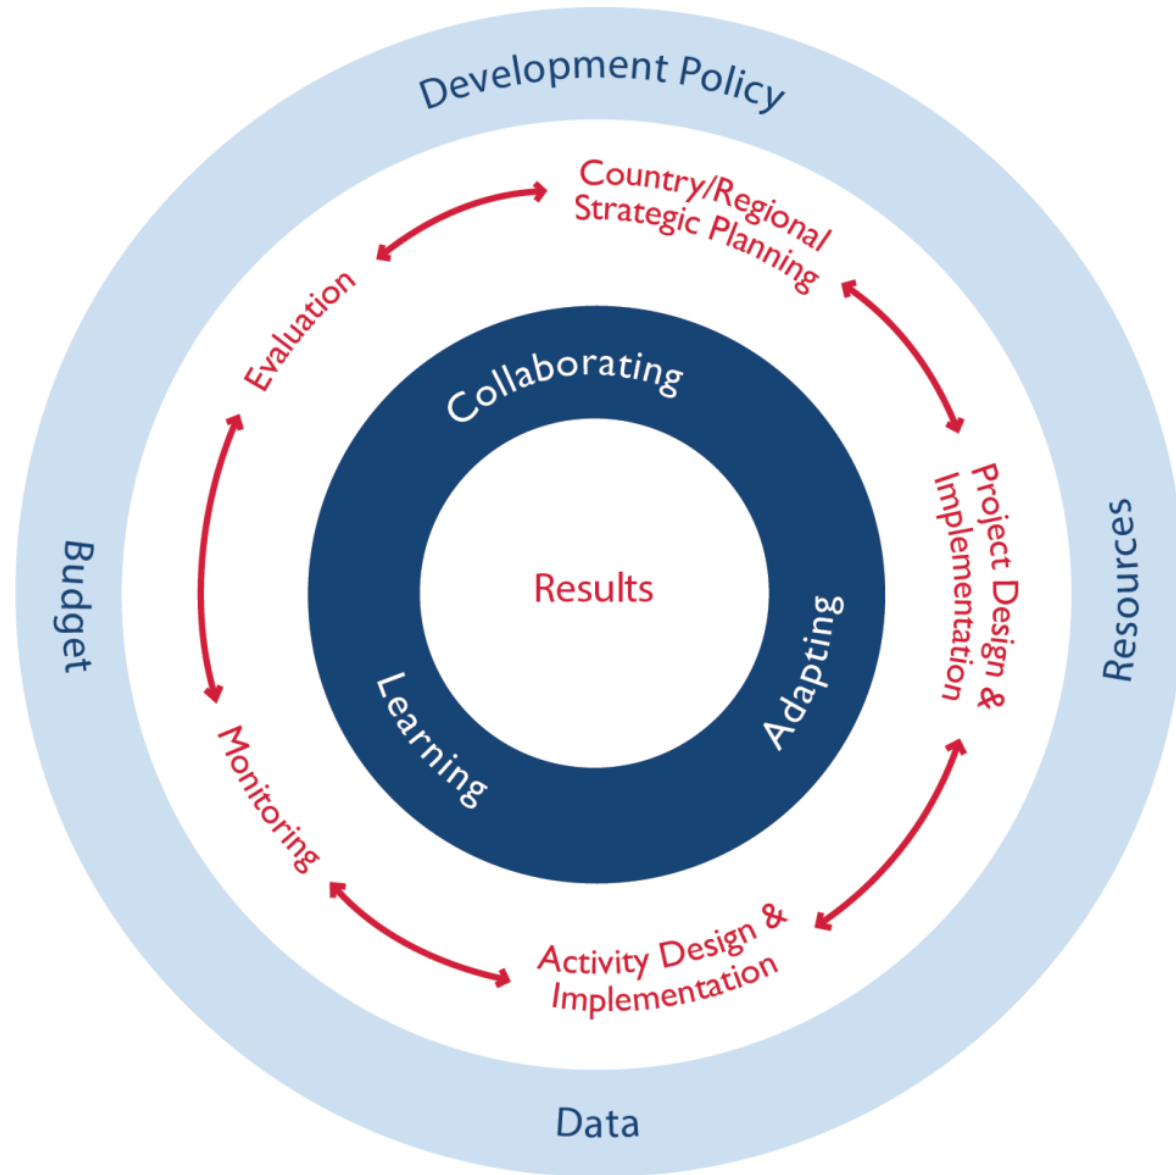 Development Policy
Country/Regional
Strategic Planning
Evaluation
Collaborating
Project Design &
Implementation
Resources
Budget
Results
Adapting
Learning
Monitoring
Activity Design &
Implementation
Data